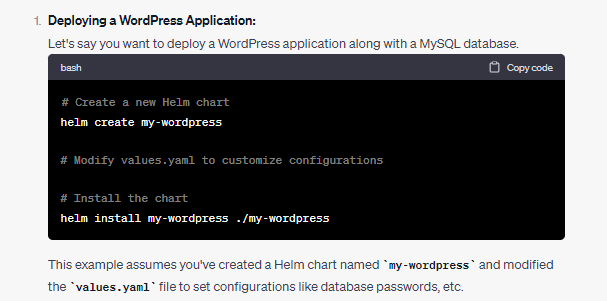 1. Deploying a WordPress Application:
Let's say you want to deploy a WordPress application along with a MySQL database.
bash Copy code
# Create a new Helm chart
helm create my-wordpress
# Modify values.yaml to customize configurations
# Install the chart
helm install my-wordpress ./my-wordpress
This example assumes you've created a Helm chart named `my-wordpress` and modified
the `values.yaml` file to set configurations like database passwords, etc.